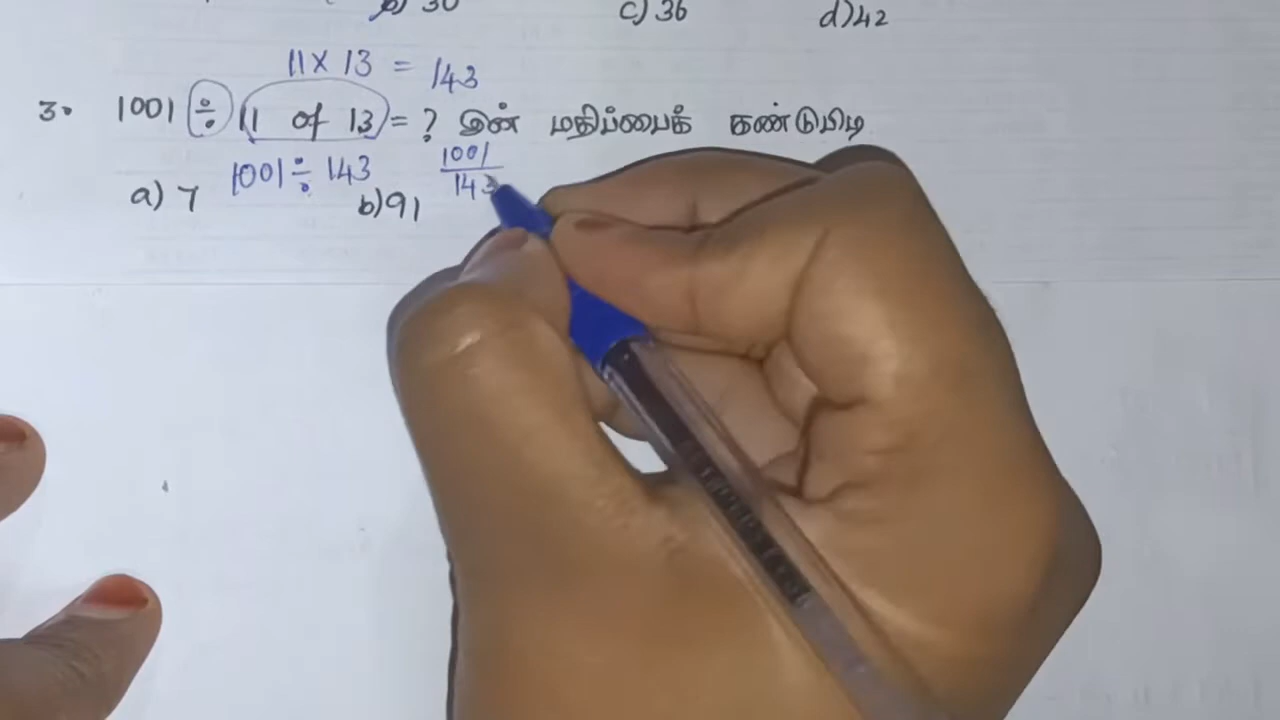 b) 30 c) 36 d) 42
11 × 13 = 143
3. 1001 ÷ 11 of 13 = ? இன் மதிப்பைக் கண்டுபிடி
1001 ÷ 143 1001/143
a) 7 b) 91